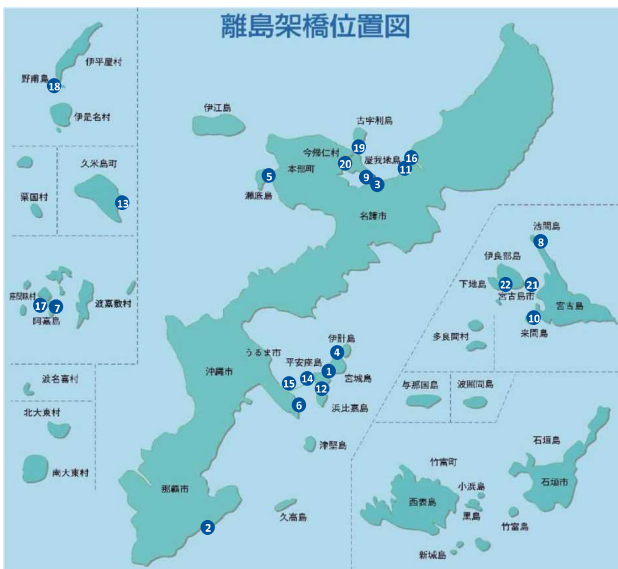 離島架橋位置図
伊平屋村
野甫島
18
伊是名村
久米島町
粟国村
13
座間味村
17
7
阿嘉島
渡嘉敷村
渡名喜村
北大東村
南大東村
伊江島
古宇利島
19
今帰仁村
20
屋我地島
16
11
本部町
9
3
5
瀬底島
名護市
池間島
8
伊良部島
下地島
22
21
宮古島市
宮古島
10
来間島
多良間村
与那国島
波照間島
うるま市
伊計島
4
平安座島
1
宮城島
沖縄市
15
14
12
6
浜比嘉島
津堅島
那覇市
2
久高島
竹富町
小浜島
西表島
黒島
新城島
竹富島
石垣島
石垣市